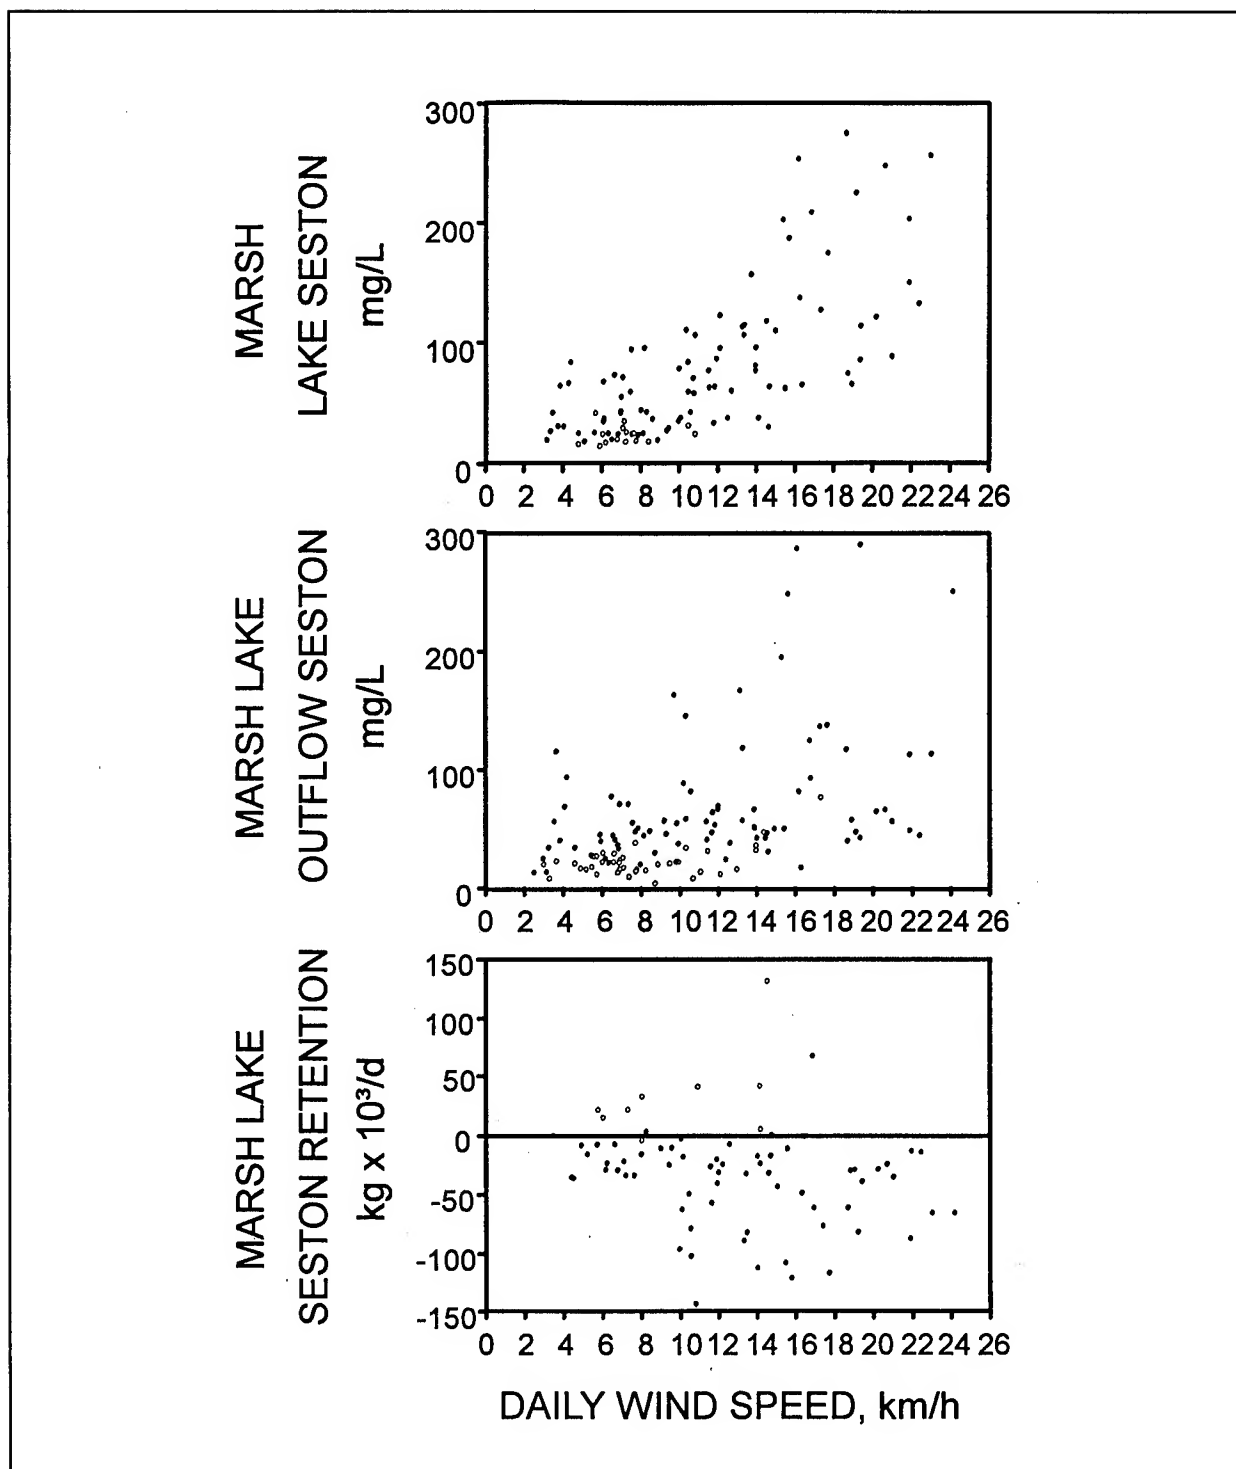 MARSH
LAKE SESTON
mg/L
300
200
100
0
0 2 4 6 8 10 12 14 16 18 20 22 24 26
MARSH LAKE
OUTFLOW SESTON
mg/L
300
200
100
0
0 2 4 6 8 10 12 14 16 18 20 22 24 26
MARSH LAKE
SESTON RETENTION
kg x 10³/d
150
100
50
0
-50
-100
-150
0 2 4 6 8 10 12 14 16 18 20 22 24 26
DAILY WIND SPEED, km/h